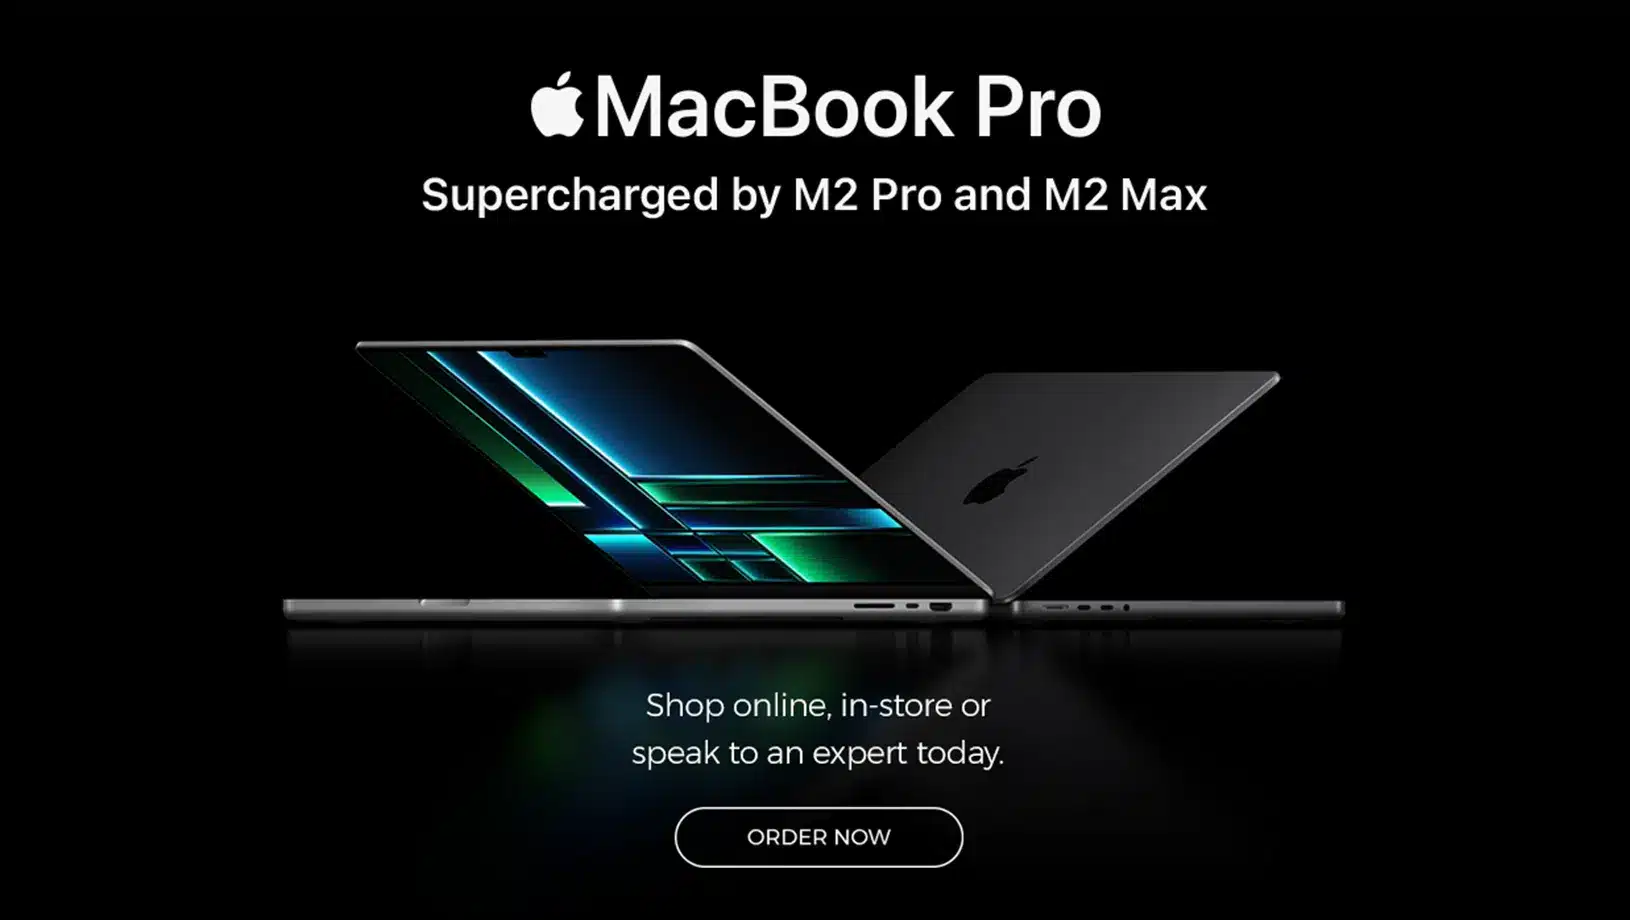 MacBook Pro
Supercharged by M2 Pro and M2 Max
Shop online, in-store or
speak to an expert today.
ORDER NOW